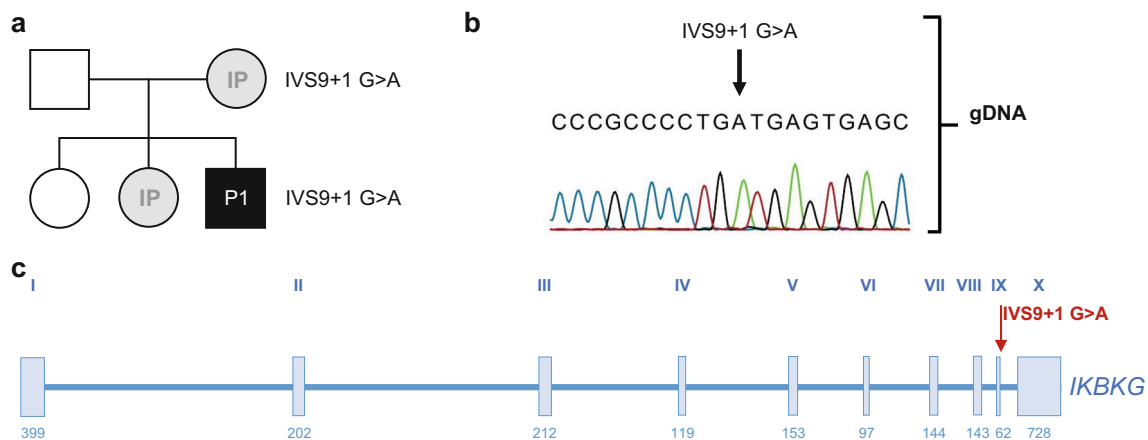 a
IP
IVS9+1 G>A
IP
P1
IVS9+1 G>A
b
IVS9+1 G>A
CCCGCCCCTGATGAGTGAGC
gDNA
c
I II III IV V VI VII VIII IX X
IVS9+1 G>A
IKBKG
399 202 212 119 153 97 144 143 62 728